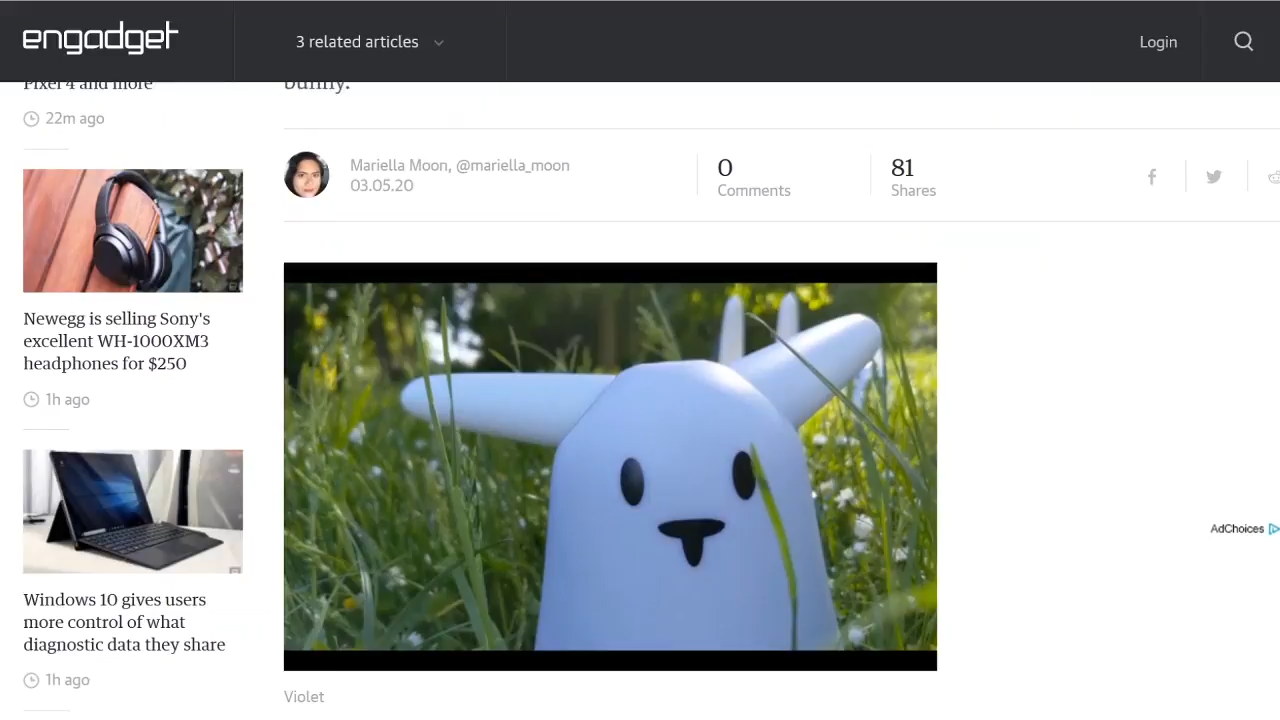 engadget
3 related articles
Login
Pixel 4 and more
bunny.
22m ago
Mariella Moon, @mariella_moon
03.05.20
0
Comments
81
Shares
Newegg is selling Sony's
excellent WH-1000XM3
headphones for $250
1h ago
Windows 10 gives users
more control of what
diagnostic data they share
1h ago
AdChoices
Violet